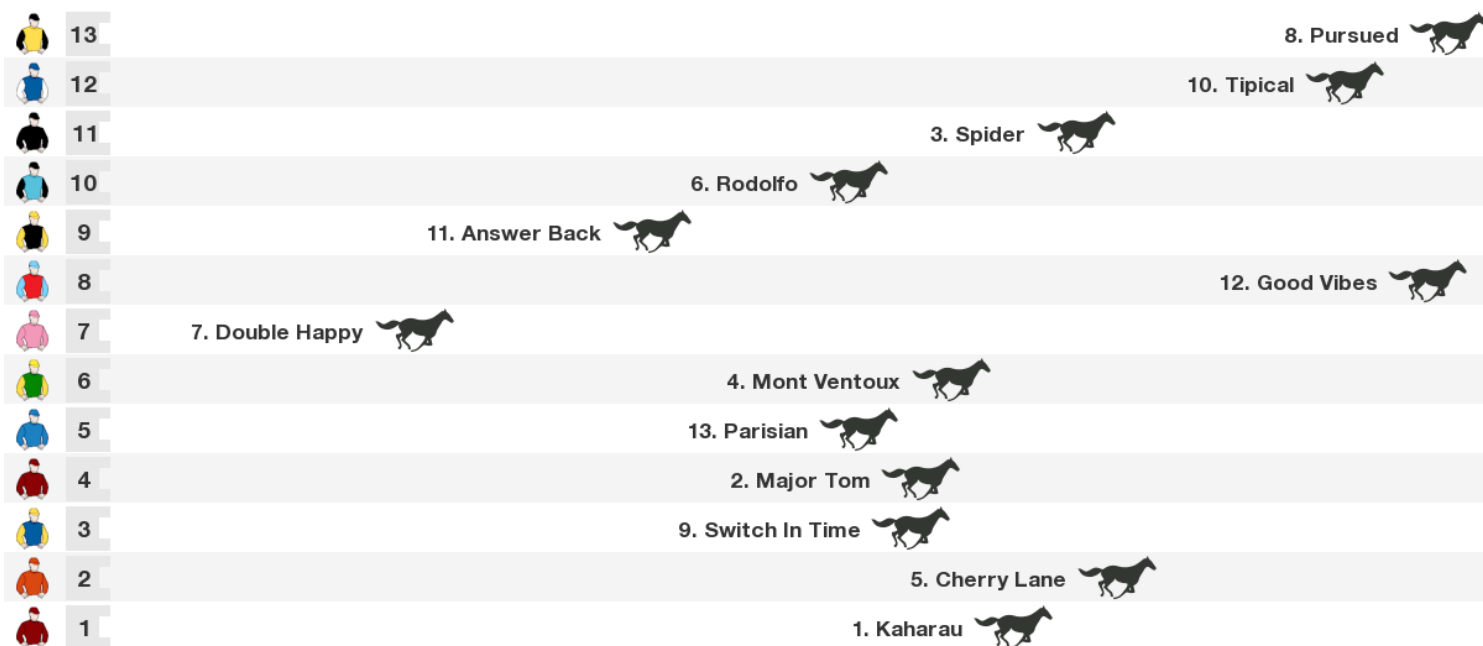 13 8. Pursued
12 10. Tipical
11 3. Spider
10 6. Rodolfo
9 11. Answer Back
8 12. Good Vibes
7 7. Double Happy
6 4. Mont Ventoux
5 13. Parisian
4 2. Major Tom
3 9. Switch In Time
2 5. Cherry Lane
1 1. Kaharau